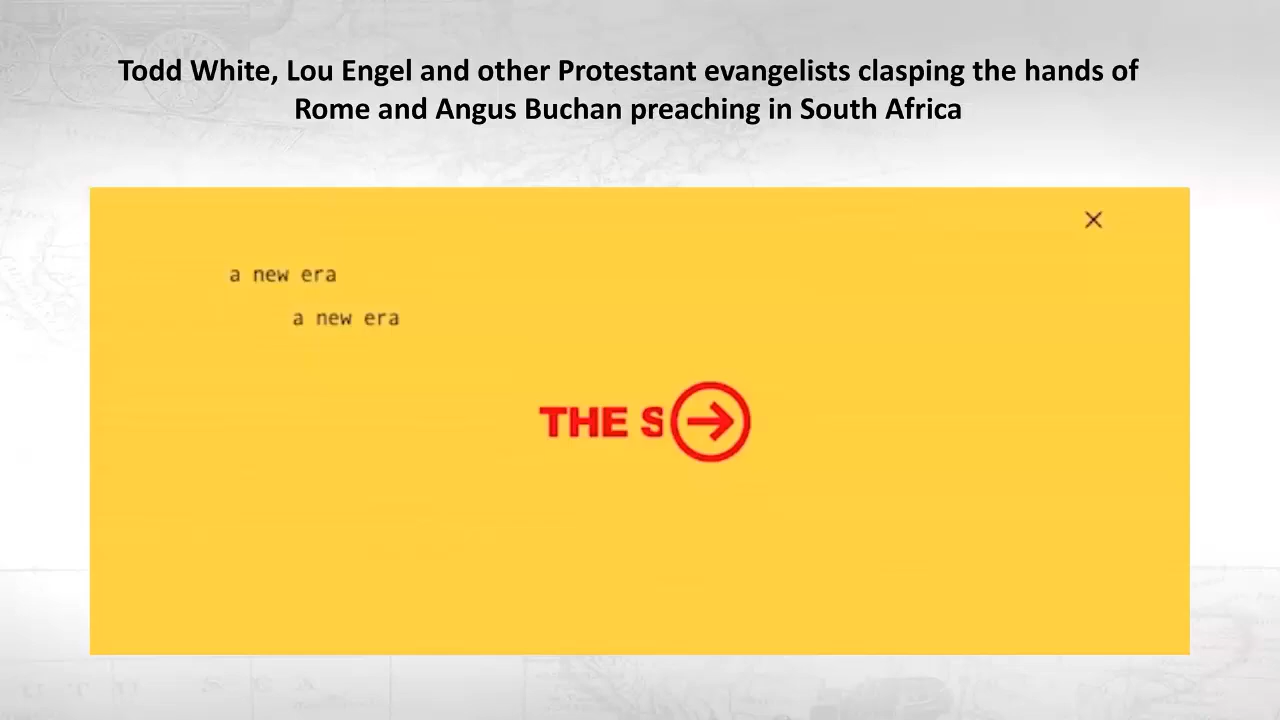 Todd White, Lou Engel and other Protestant evangelists clasping the hands of
Rome and Angus Buchan preaching in South Africa
a new era
a new era
THE S